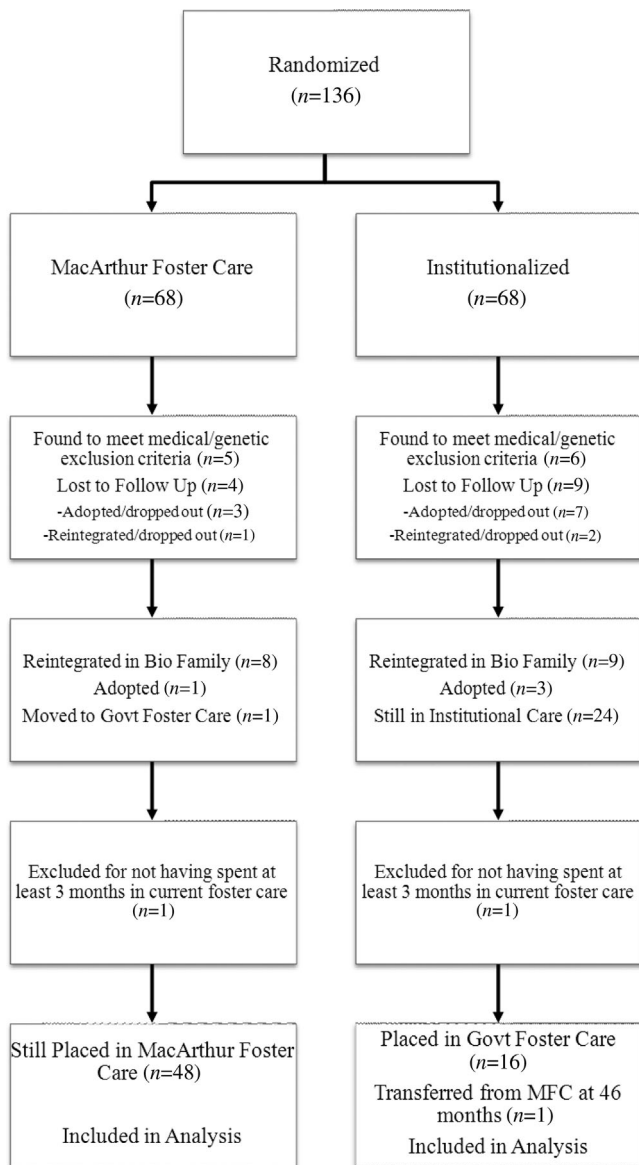 Randomized
(n=136)
MacArthur Foster Care
(n=68)
Institutionalized
(n=68)
Found to meet medical/genetic
exclusion criteria (n=5)
Lost to Follow Up (n=4)
-Adopted/dropped out (n=3)
-Reintegrated/dropped out (n=1)
Found to meet medical/genetic
exclusion criteria (n=6)
Lost to Follow Up (n=9)
-Adopted/dropped out (n=7)
-Reintegrated/dropped out (n=2)
Reintegrated in Bio Family (n=8)
Adopted (n=1)
Moved to Govt Foster Care (n=1)
Reintegrated in Bio Family (n=9)
Adopted (n=3)
Still in Institutional Care (n=24)
Excluded for not having spent at
least 3 months in current foster care
(n=1)
Excluded for not having spent at
least 3 months in current foster care
(n=1)
Still Placed in MacArthur Foster
Care (n=48)
Included in Analysis
Placed in Govt Foster Care
(n=16)
Transferred from MFC at 46
months (n=1)
Included in Analysis